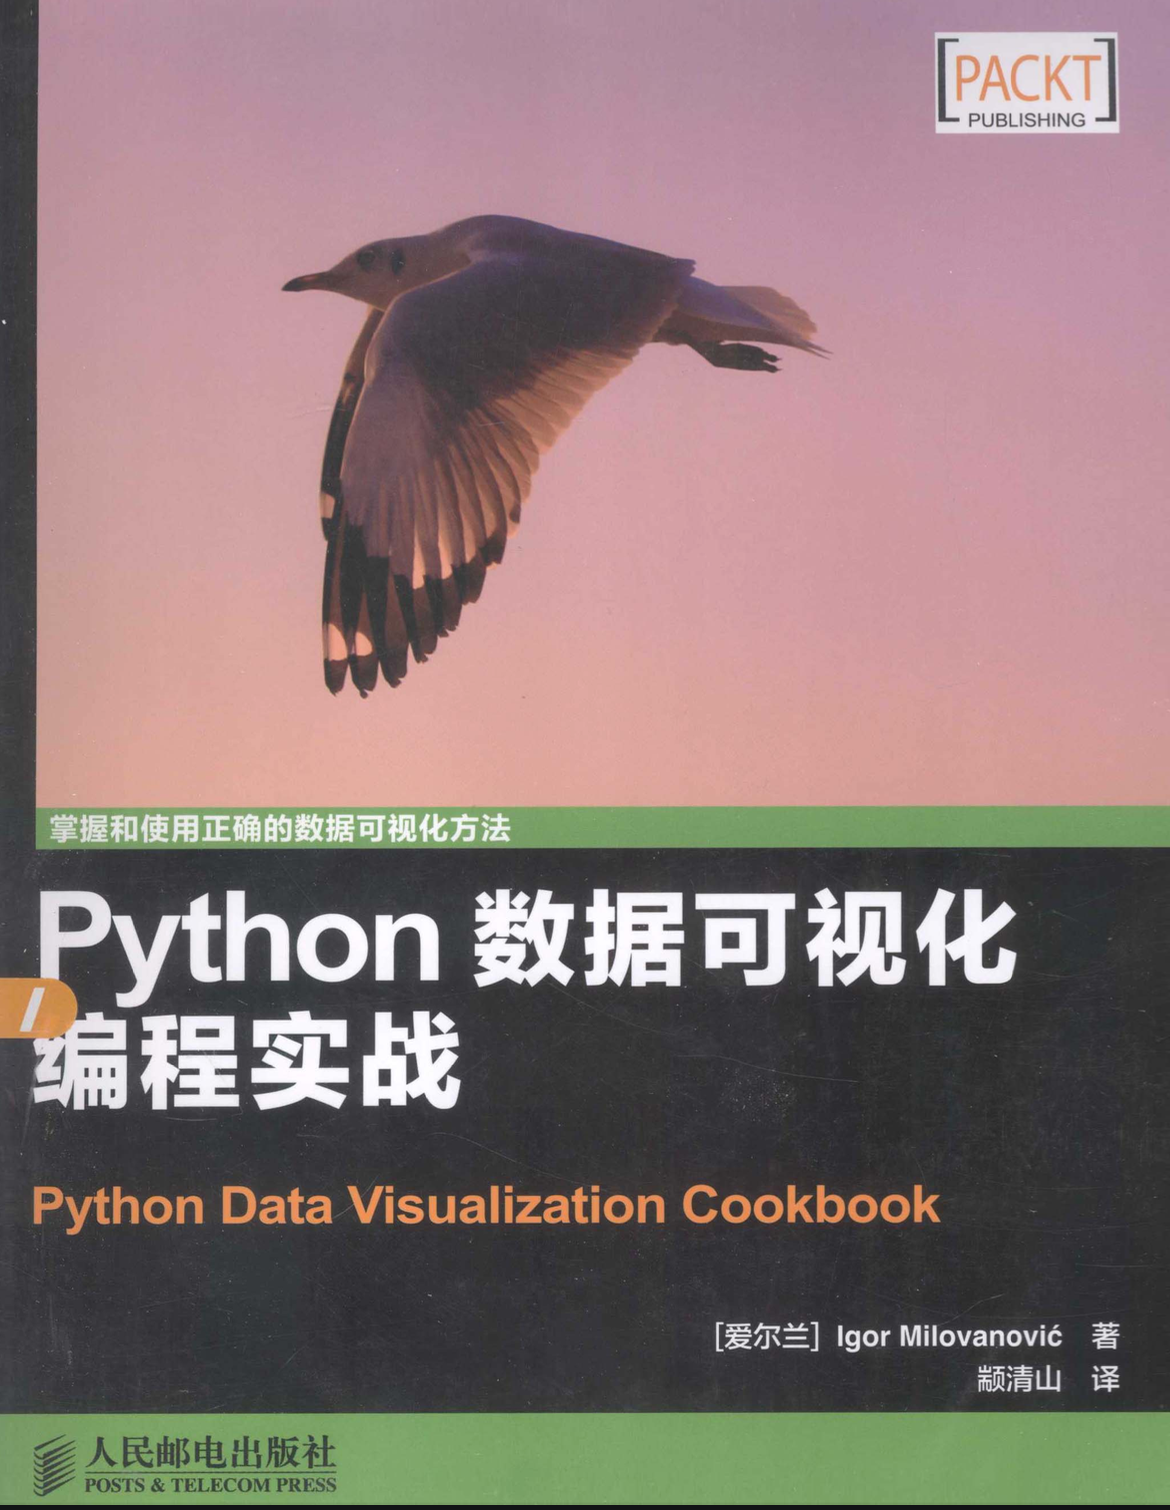 PACKT
PUBLISHING
掌握和使用正确的数据可视化方法
Python 数据可视化
编程实战
Python Data Visualization Cookbook
[爱尔兰] Igor Milovanović 著
颛清山 译
人民邮电出版社
POSTS & TELECOM PRESS